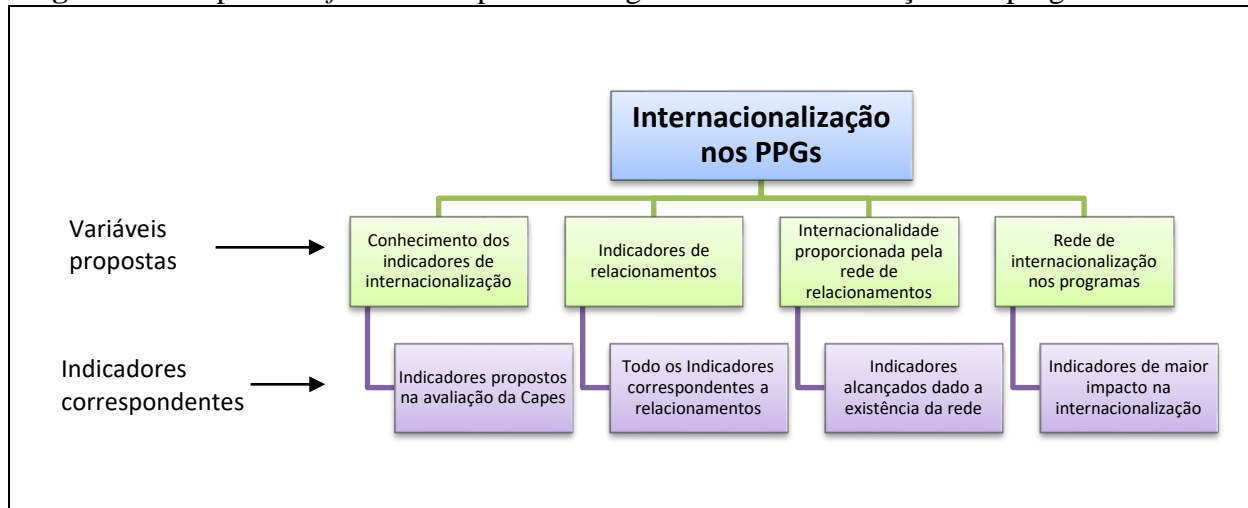 Internacionalização
nos PPGs
Variáveis
propostas
Conhecimento dos
indicadores de
internacionalização
Indicadores de
relacionamentos
Internacionalidade
proporcionada pela
rede de
relacionamentos
Rede de
internacionalização
nos programas
Indicadores
correspondentes
Indicadores propostos
na avaliação da Capes
Todo os Indicadores
correspondentes a
relacionamentos
Indicadores
alcançados dado a
existência da rede
Indicadores de maior
impacto na
internacionalização